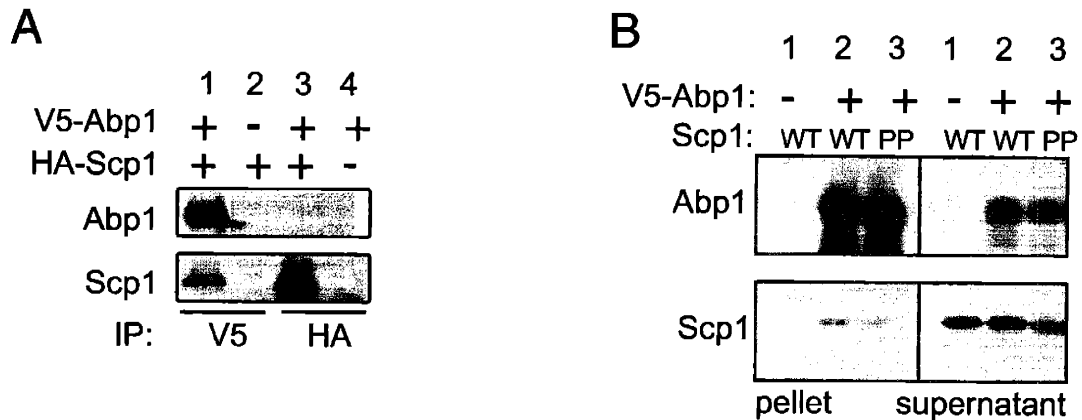 A
1 2 3 4
V5-Abp1 + - + +
HA-Scp1 + + + -
Abp1
Scp1
IP: V5 HA
B
1 2 3 1 2 3
V5-Abp1: - + + - + +
Scp1: WT WT PP WT WT PP
Abp1
Scp1
pellet supernatant